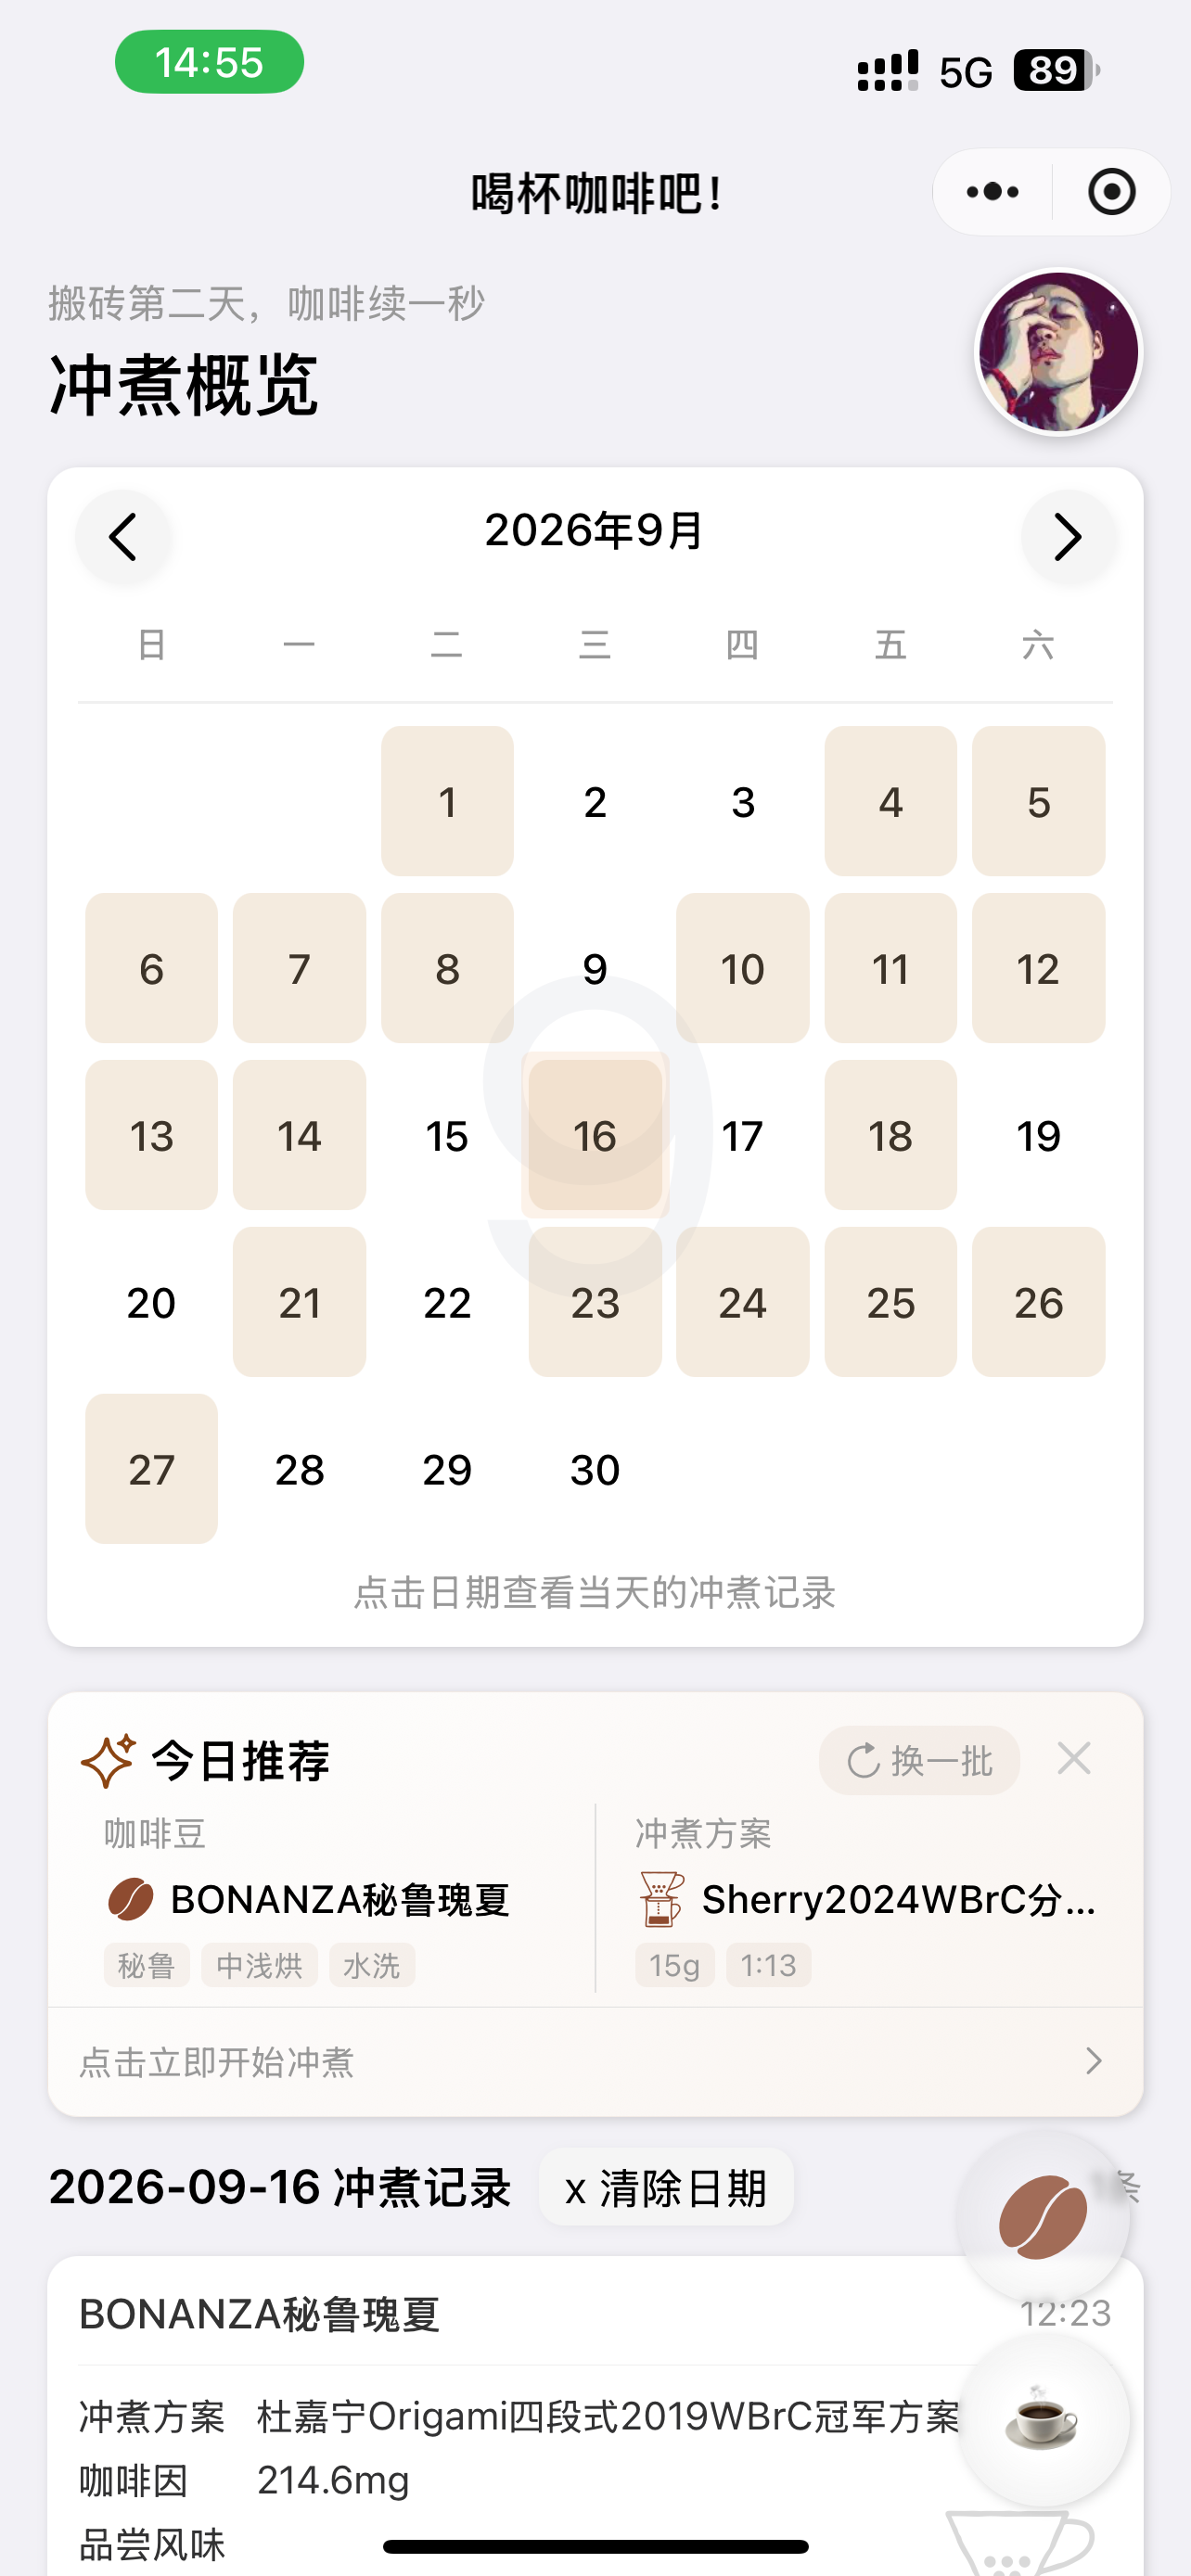 14:55 5G 89
喝杯咖啡吧！
搬砖第二天，咖啡续一秒
冲煮概览
2026年9月
日 一 二 三 四 五 六
1 2 3 4 5
6 7 8 9 10 11 12
13 14 15 16 17 18 19
20 21 22 23 24 25 26
27 28 29 30
9
点击日期查看当天的冲煮记录
今日推荐 换一批
咖啡豆 冲煮方案
BONANZA秘鲁瑰夏 Sherry2024WBrC分...
秘鲁 中浅烘 水洗 15g 1:13
点击立即开始冲煮
2026-09-16 冲煮记录 x 清除日期 条
BONANZA秘鲁瑰夏 12:23
冲煮方案 杜嘉宁Origami四段式2019WBrC冠军方案
咖啡因 214.6mg
品尝风味